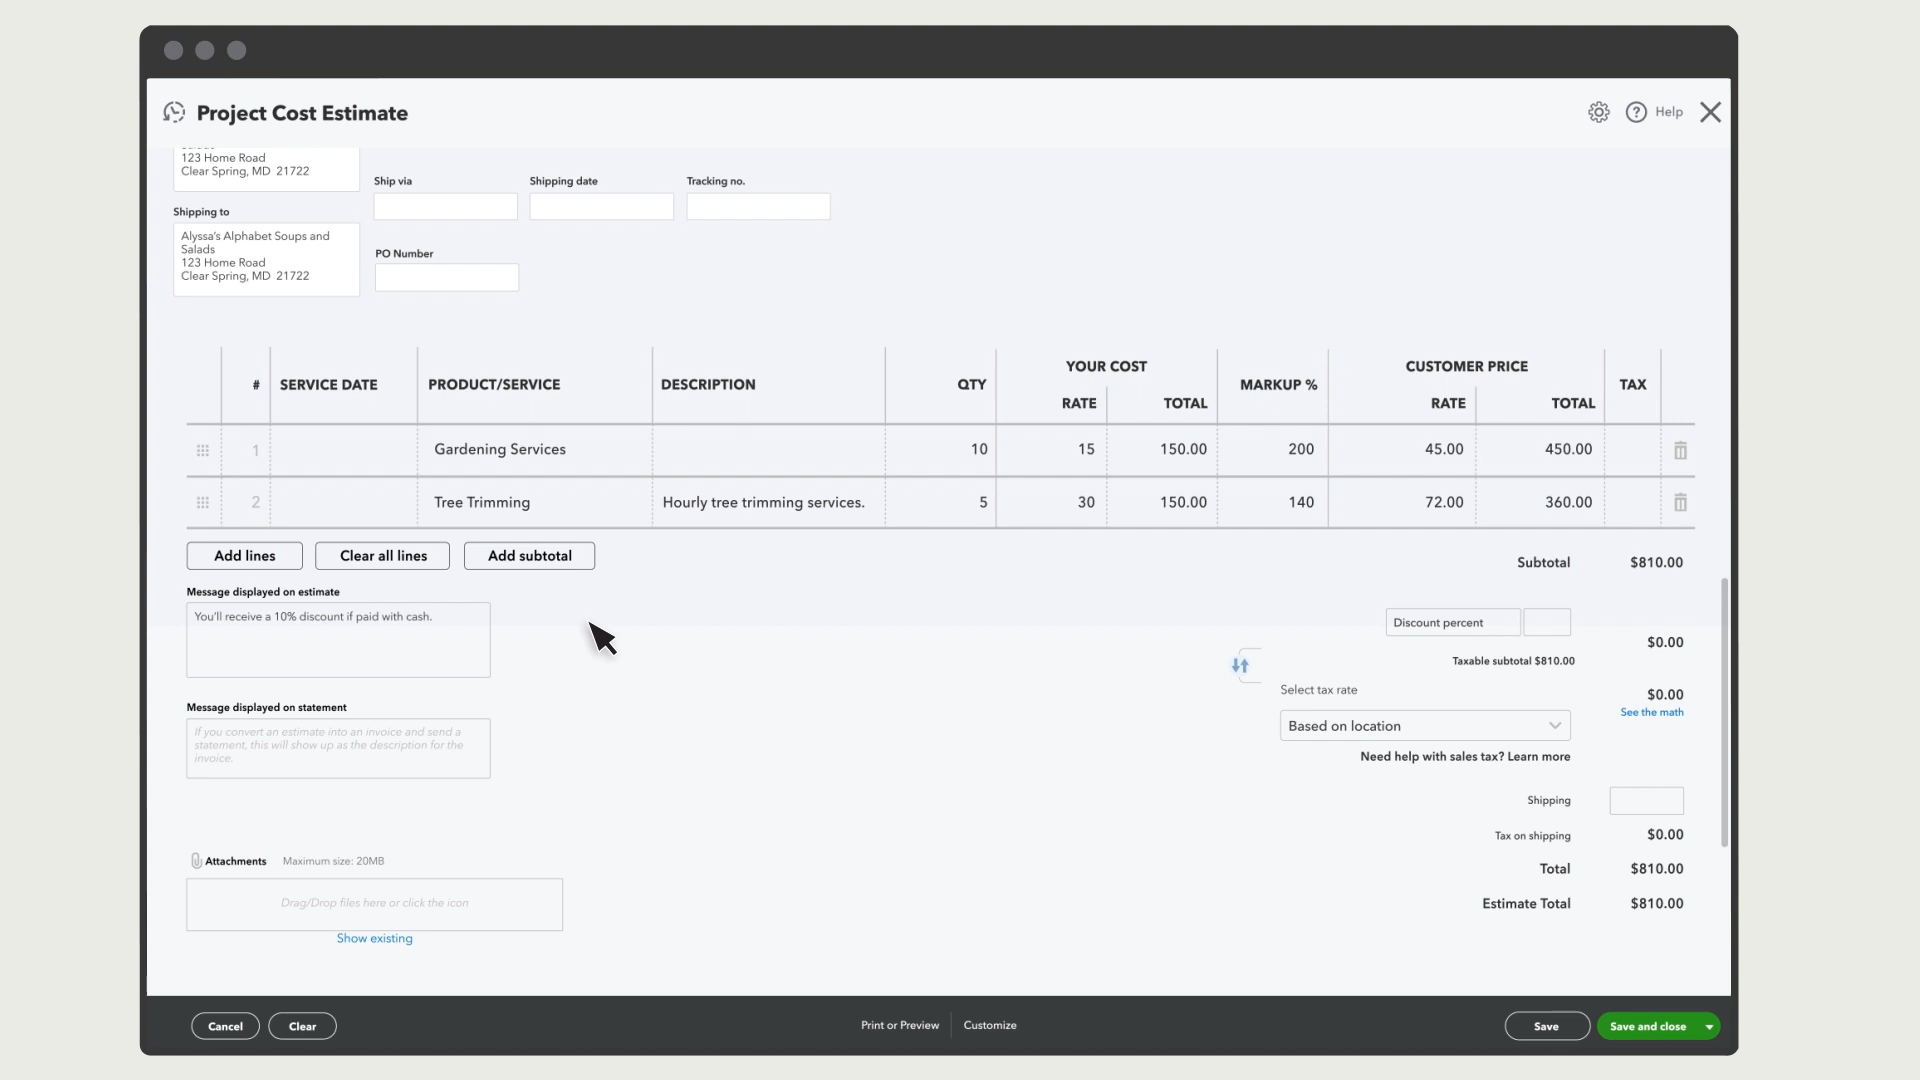 Project Cost Estimate
Help
123 Home Road
Clear Spring, MD 21722
Ship via
Shipping date
Tracking no.
Shipping to
Alyssa's Alphabet Soups and
Salads
123 Home Road
Clear Spring, MD 21722
PO Number
# SERVICE DATE PRODUCT/SERVICE DESCRIPTION QTY YOUR COST MARKUP % CUSTOMER PRICE TAX
RATE TOTAL RATE TOTAL
1 Gardening Services 10 15 150.00 200 45.00 450.00
2 Tree Trimming Hourly tree trimming services. 5 30 150.00 140 72.00 360.00
Add lines Clear all lines Add subtotal
Subtotal $810.00
Message displayed on estimate
You'll receive a 10% discount if paid with cash.
Discount percent
$0.00
Taxable subtotal $810.00
Select tax rate
$0.00
See the math
Message displayed on statement
If you convert an estimate into an invoice and send a
statement, this will show up as the description for the
invoice.
Based on location
Need help with sales tax? Learn more
Shipping
Tax on shipping $0.00
Attachments Maximum size: 20MB
Total $810.00
Drag/Drop files here or click the icon
Estimate Total $810.00
Show existing
Cancel Clear Print or Preview Customize Save Save and close